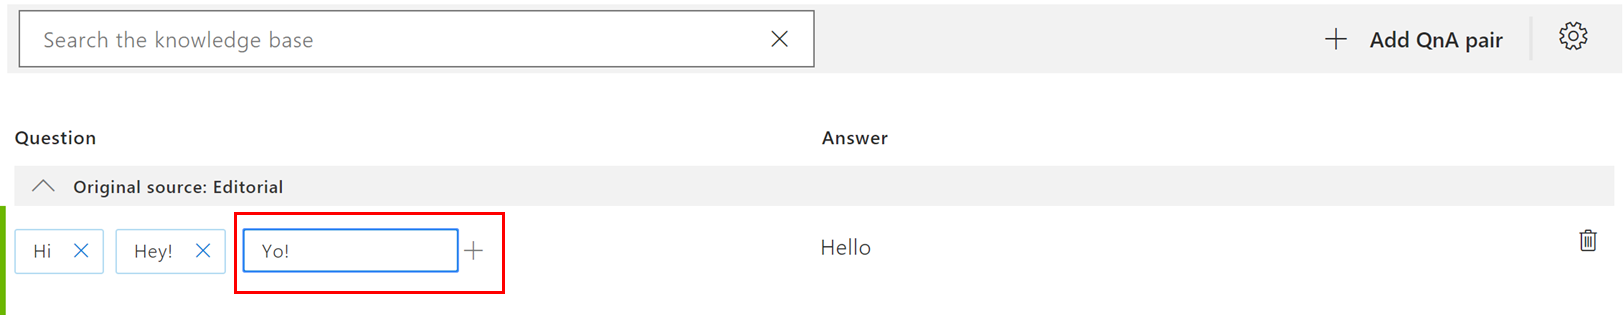 Search the knowledge base
Add QnA pair
Question Answer
Original source: Editorial
Hi Hey! Yo! Hello